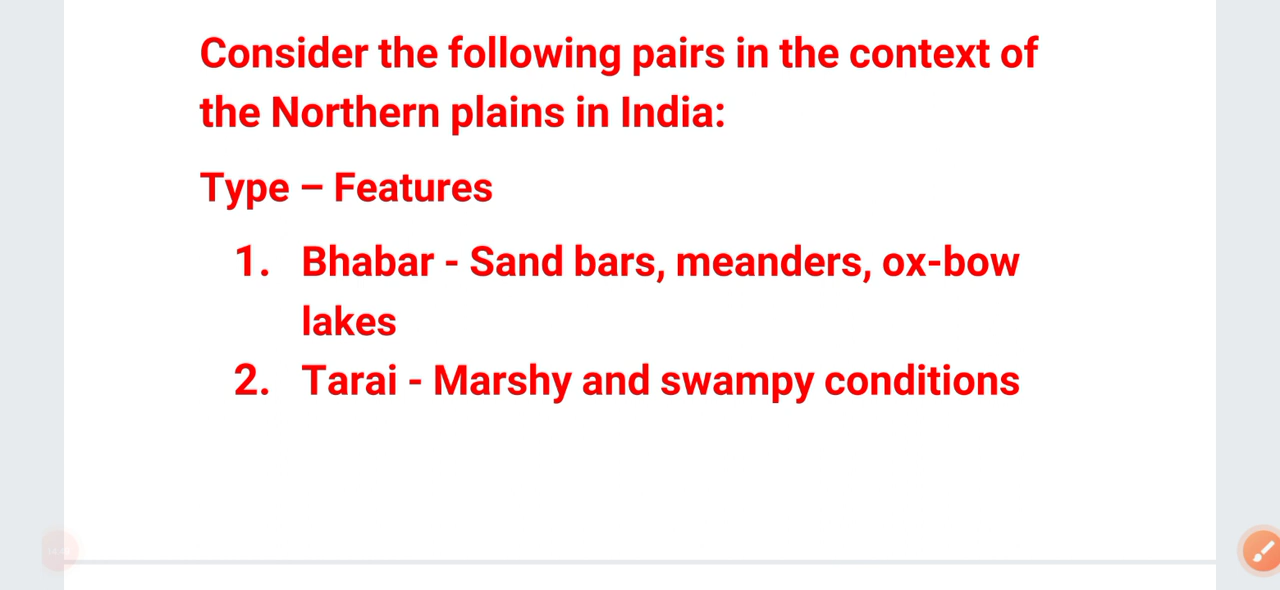 Consider the following pairs in the context of
the Northern plains in India:
Type – Features
1. Bhabar - Sand bars, meanders, ox-bow
lakes
2. Tarai - Marshy and swampy conditions